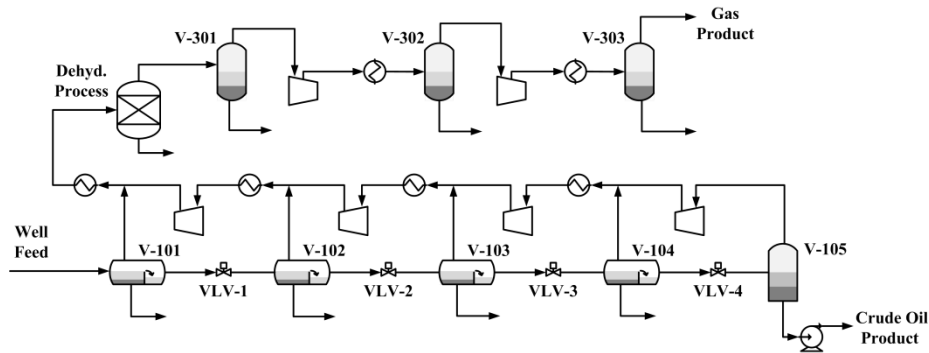 Gas
Product
V-301
V-302
V-303
Dehyd.
Process
Well
Feed
V-101
V-102
V-103
V-104
V-105
VLV-1
VLV-2
VLV-3
VLV-4
Crude Oil
Product